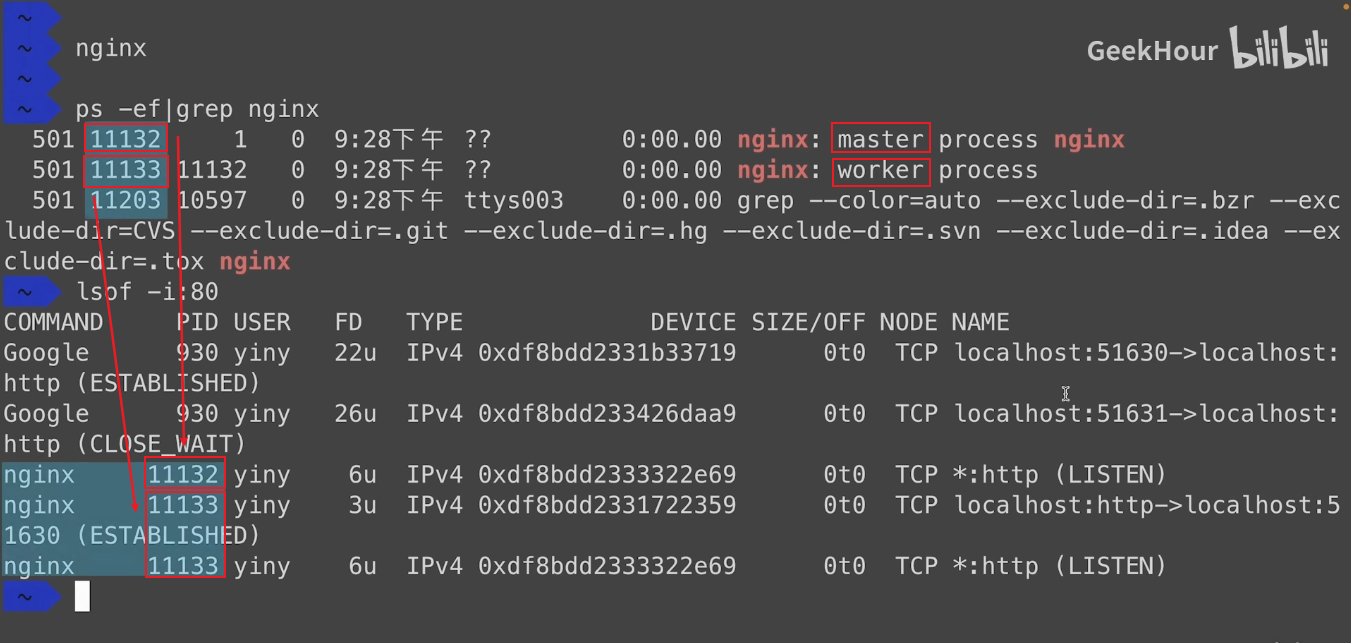 ~
GeekHour bilibili
~ nginx
~
~ ps -ef|grep nginx
501 11132 1 0 9:28下午 ?? 0:00.00 nginx: master process nginx
501 11133 11132 0 9:28下午 ?? 0:00.00 nginx: worker process
501 11203 10597 0 9:28下午 ttys003 0:00.00 grep --color=auto --exclude-dir=.bzr --exc
lude-dir=CVS --exclude-dir=.git --exclude-dir=.hg --exclude-dir=.svn --exclude-dir=.idea --ex
clude-dir=.tox nginx
~ lsof -i:80
COMMAND PID USER FD TYPE DEVICE SIZE/OFF NODE NAME
Google 930 yiny 22u IPv4 0xdf8bdd2331b33719 0t0 TCP localhost:51630->localhost:
http (ESTABLISHED)
Google 930 yiny 26u IPv4 0xdf8bdd233426daa9 0t0 TCP localhost:51631->localhost:
http (CLOSE_WAIT)
nginx 11132 yiny 6u IPv4 0xdf8bdd2333322e69 0t0 TCP *:http (LISTEN)
nginx 11133 yiny 3u IPv4 0xdf8bdd2331722359 0t0 TCP localhost:http->localhost:5
1630 (ESTABLISHED)
nginx 11133 yiny 6u IPv4 0xdf8bdd2333322e69 0t0 TCP *:http (LISTEN)
~